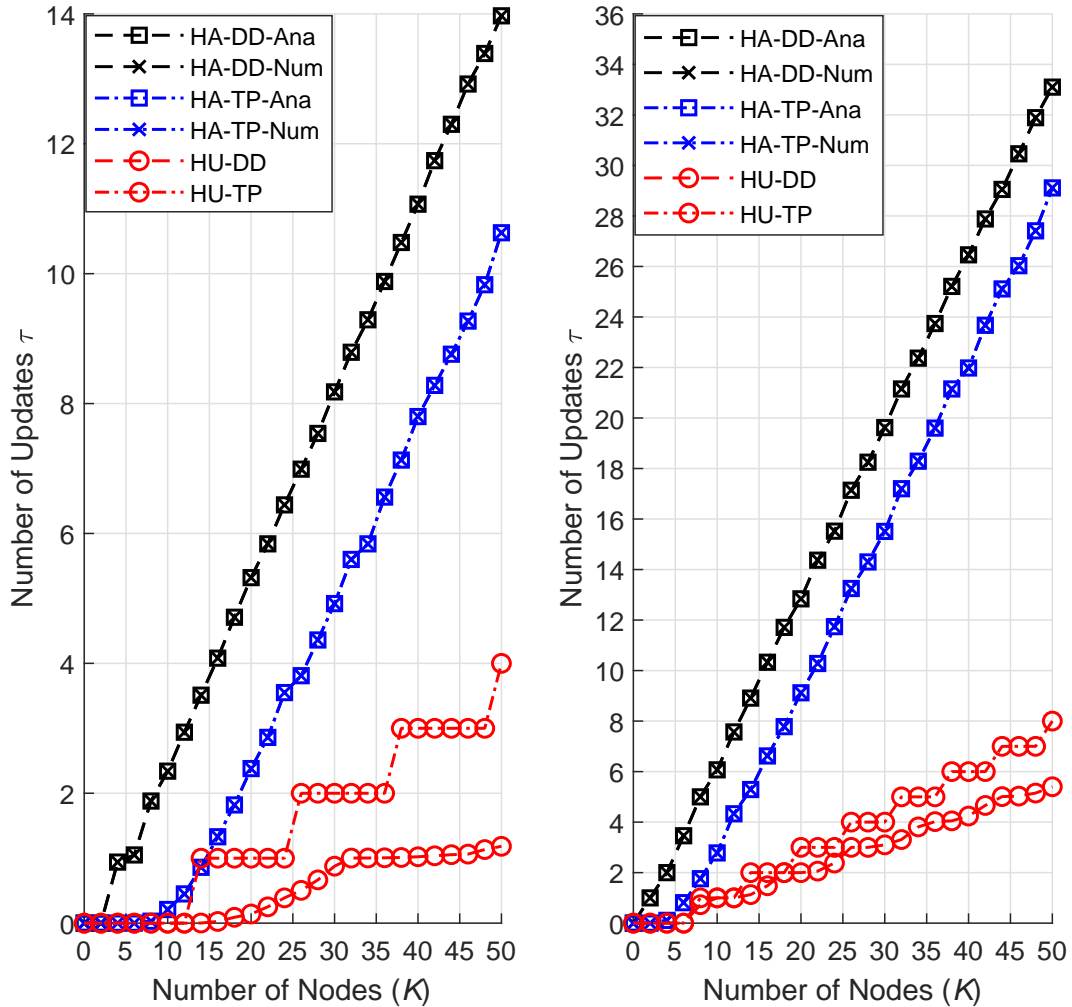 14
12
10
8
6
4
2
0
0 5 10 15 20 25 30 35 40 45 50
Number of Updates τ
Number of Nodes (K)
HA-DD-Ana
HA-DD-Num
HA-TP-Ana
HA-TP-Num
HU-DD
HU-TP
36
34
32
30
28
26
24
22
20
18
16
14
12
10
8
6
4
2
0
0 5 10 15 20 25 30 35 40 45 50
Number of Updates τ
Number of Nodes (K)
HA-DD-Ana
HA-DD-Num
HA-TP-Ana
HA-TP-Num
HU-DD
HU-TP